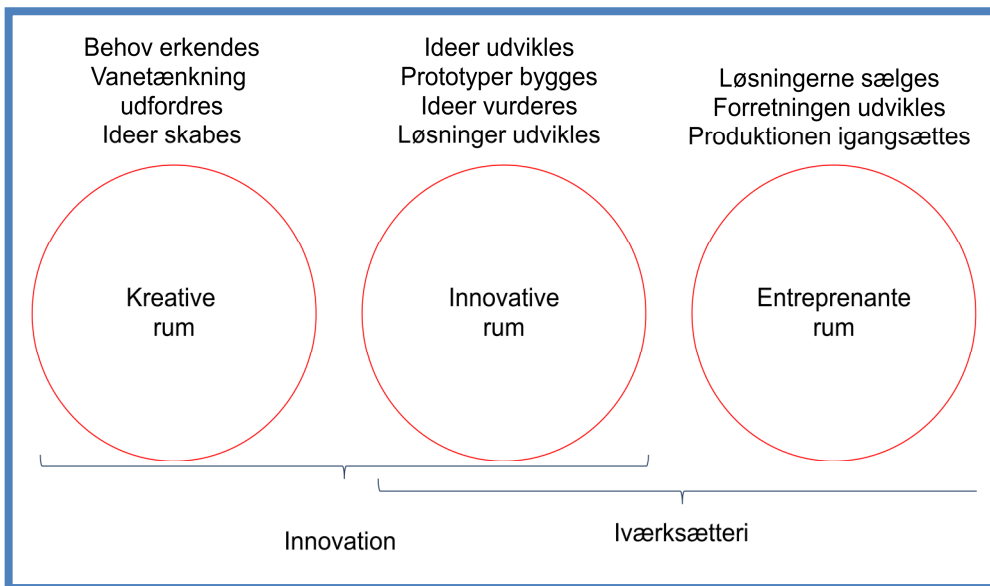 Behov erkendes
Vanetænkning
udfordres
Ideer skabes
Ideer udvikles
Prototyper bygges
Ideer vurderes
Løsninger udvikles
Løsningerne sælges
Forretningen udvikles
Produktionen igangsættes
Kreative
rum
Innovative
rum
Entreprenante
rum
Innovation
Iværksætteri